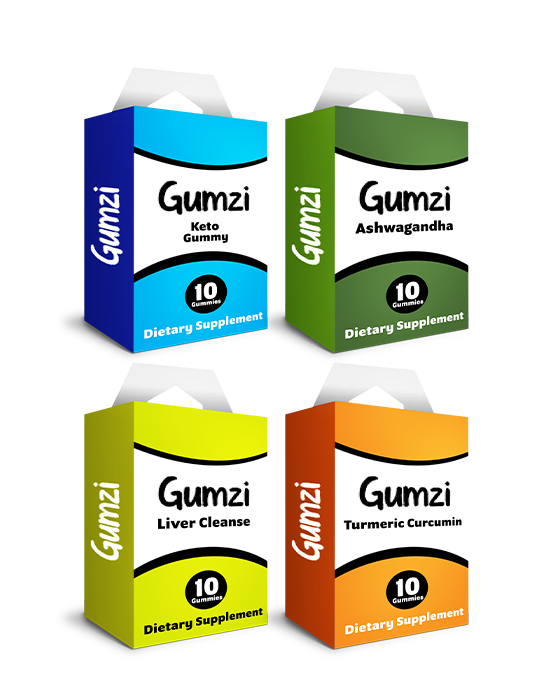 Gumzi
Gumzi
Keto
Gummy
10
Gummies
Dietary Supplement
Gumzi
Gumzi
Ashwagandha
10
Gummies
Dietary Supplement
Gumzi
Gumzi
Liver Cleanse
10
Gummies
Dietary Supplement
Gumzi
Gumzi
Turmeric Curcumin
10
Gummies
Dietary Supplement